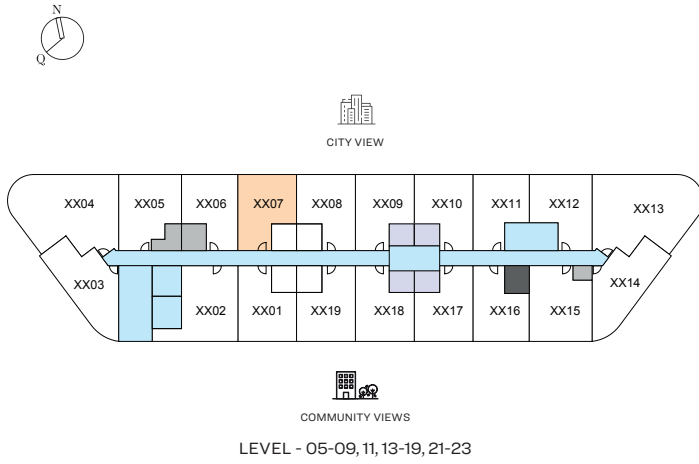 N
Q
CITY VIEW
XX04 XX05 XX06 XX07 XX08 XX09 XX10 XX11 XX12 XX13
XX03 XX02 XX01 XX19 XX18 XX17 XX16 XX15 XX14
COMMUNITY VIEWS
LEVEL - 05-09, 11, 13-19, 21-23